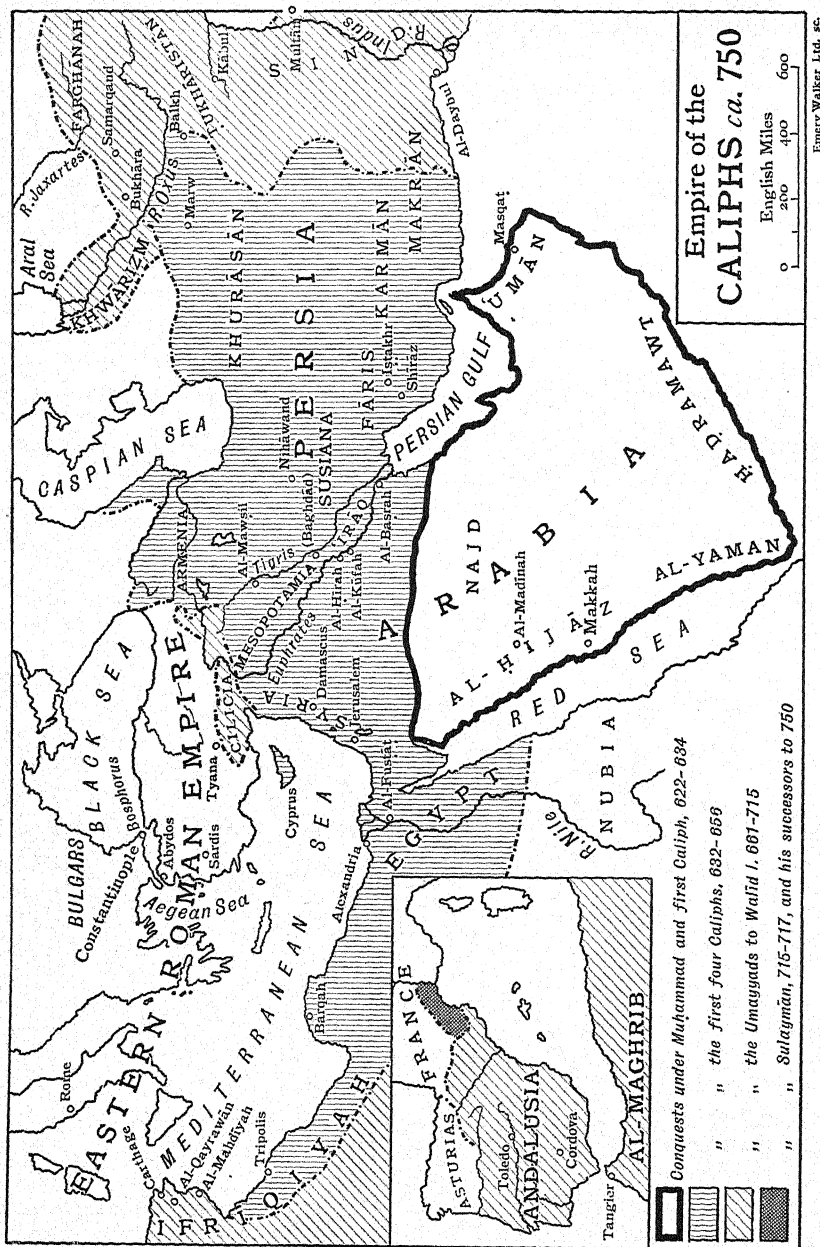 Empire of the
CALIPHS ca. 750
English Miles
0 200 400 600
Emery Walker Ltd. sc.
EASTERN ROMAN EMPIRE
Rome
BULGARS
Constantinople
Bosphorus
BLACK SEA
Abydos
Sardis
Tyana
Aegean Sea
CILICIA
ARMENIA
CASPIAN SEA
Aral
Sea
R. Jaxartes
KHWĀRIZM
R. Oxus
FARGHĀNAH
Samarqand
Bukhāra
Balkh
TUKHĀRISTĀN
Kābul
Marw
Multān
SIND
R. Indus
Al-Daybul
KHURĀSĀN
PERSIA
KARMĀN
MAKRĀN
FĀRIS
Iṣṭakhr
Shīrāz
Nihāwand
SUSIANA
Al-Mawṣil
Tigris
(Baghdād)
MESOPOTAMIA
Euphrates
'IRĀQ
Al-Ḥīrah
Al-Kūfah
Al-Baṣrah
SYRIA
Damascus
Jerusalem
Cyprus
MEDITERRANEAN SEA
Carthage
Al-Qayrawān
Al-Mahdīyah
Tripolis
IFRĪQIYAH
Barqah
Alexandria
Al-Fusṭāṭ
EGYPT
R. Nile
NUBIA
RED SEA
PERSIAN GULF
ARABIA
NAJD
AL-ḤIJĀZ
Al-Madīnah
Makkah
AL-YAMAN
ḤAḌRAMAWT
'UMĀN
Masqaṭ
FRANCE
ASTURIAS
Toledo
ANDALUSIA
Cordova
Tangier
AL-MAGHRIB
Conquests under Muḥammad and first Caliph, 622-634
" " the first four Caliphs, 632-656
" " the Umayyads to Walīd I. 661-715
" " Sulaymān, 715-717, and his successors to 750